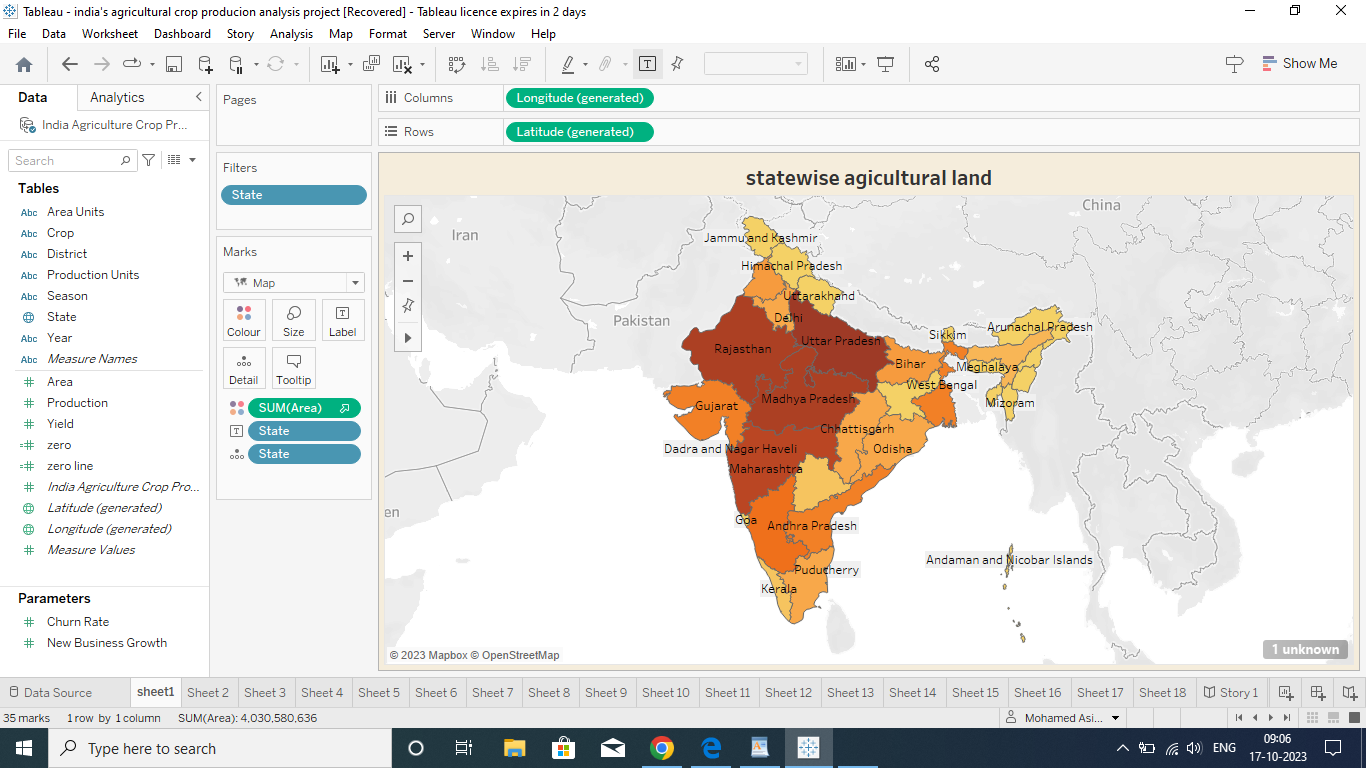 Tableau - india's agricultural crop producion analysis project [Recovered] - Tableau licence expires in 2 days
File Data Worksheet Dashboard Story Analysis Map Format Server Window Help
Show Me
Data Analytics
India Agriculture Crop Pr...
Search
Tables
Abc Area Units
Abc Crop
Abc District
Abc Production Units
Abc Season
State
Abc Year
Abc Measure Names
Area
Production
Yield
zero
zero line
India Agriculture Crop Pro...
Latitude (generated)
Longitude (generated)
Measure Values
Parameters
Churn Rate
New Business Growth
Pages
Filters
State
Marks
Map
Colour Size Label
Detail Tooltip
SUM(Area)
State
State
Columns Longitude (generated)
Rows Latitude (generated)
statewise agicultural land
China
Iran
Jammu and Kashmir
Himachal Pradesh
Uttarakhand
Pakistan
Delhi
Sikkim
Arunachal Pradesh
Rajasthan
Uttar Pradesh
Bihar
Meghalaya
West Bengal
Madhya Pradesh
Gujarat
Mizoram
Chhattisgarh
Dadra and Nagar Haveli
Odisha
Maharashtra
en
Goa
Andhra Pradesh
Andaman and Nicobar Islands
Puducherry
Kerala
1 unknown
© 2023 Mapbox © OpenStreetMap
Data Source sheet1 Sheet 2 Sheet 3 Sheet 4 Sheet 5 Sheet 6 Sheet 7 Sheet 8 Sheet 9 Sheet 10 Sheet 11 Sheet 12 Sheet 13 Sheet 14 Sheet 15 Sheet 16 Sheet 17 Sheet 18 Story 1
35 marks 1 row by 1 column SUM(Area): 4,030,580,636 Mohamed Asi...
Type here to search
ENG
09:06
17-10-2023